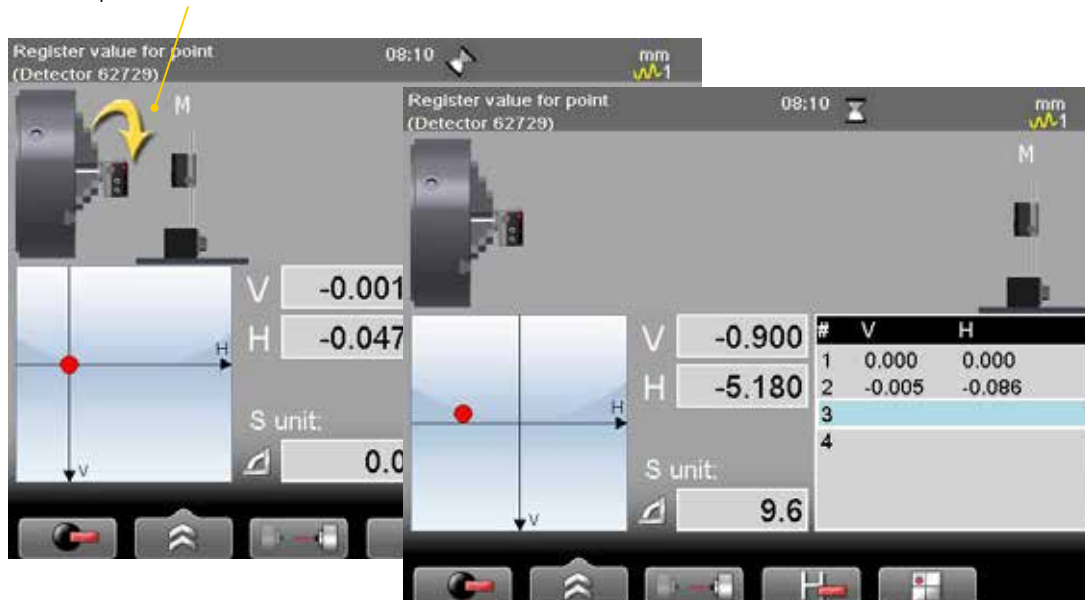 Register value for point
(Detector 62729)
08:10
mm
1
M
V
-0.001
H
-0.047
H
V
S unit:
0.0
Register value for point
(Detector 62729)
08:10
mm
1
M
V
-0.900
H
-5.180
H
V
S unit:
9.6
# V H
1 0.000 0.000
2 -0.005 -0.086
3
4
H